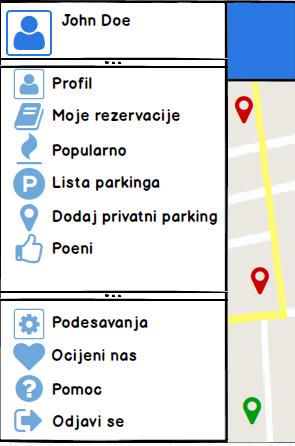 John Doe
Profil
Moje rezervacije
Popularno
P
Lista parkinga
Dodaj privatni parking
Poeni
Podesavanja
Ocijeni nas
?
Pomoc
Odjavi se